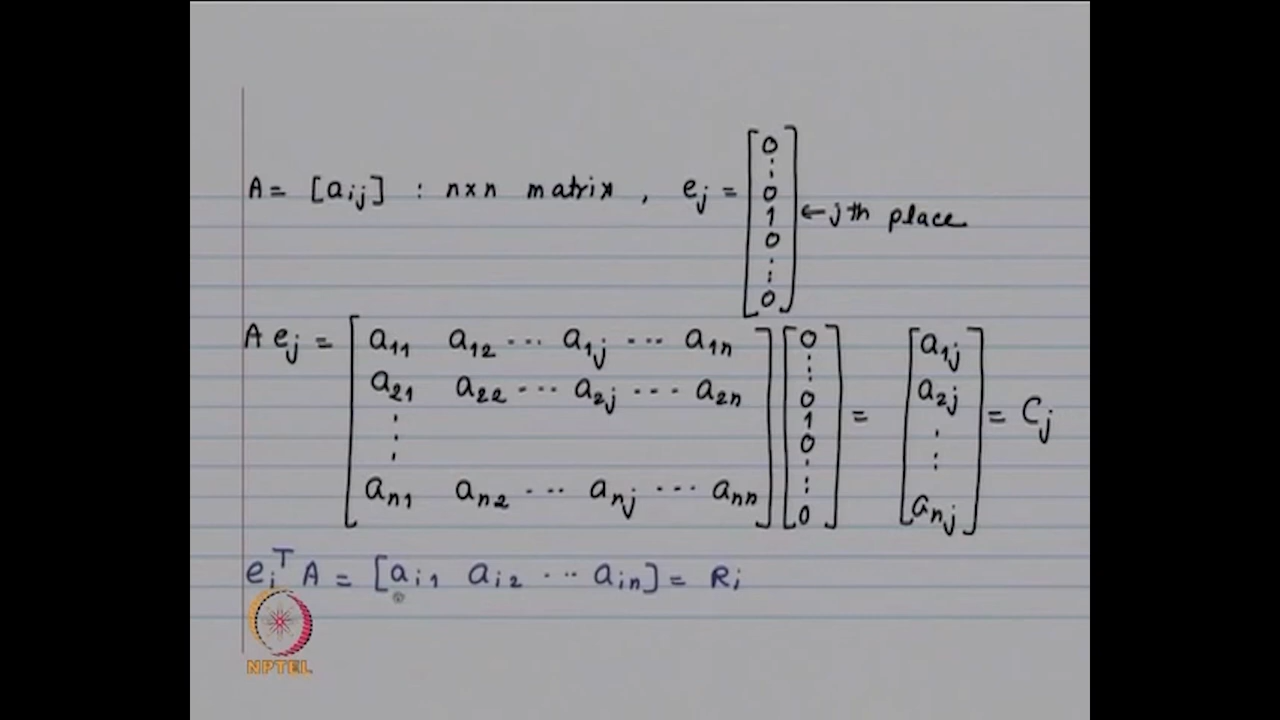 A = [aᵢⱼ] : n×n matrix , eⱼ = [0 ⋮ 0 1 0 ⋮ 0] ← jth place
A eⱼ = [a₁₁ a₁₂ ⋯ a₁ⱼ ⋯ a₁ₙ] [0 ⋮ 0 1 0 ⋮ 0] = [a₁ⱼ a₂ⱼ ⋮ aₙⱼ] = Cⱼ
a₂₁ a₂₂ ⋯ a₂ⱼ ⋯ a₂ₙ
⋮
aₙ₁ aₙ₂ ⋯ aₙⱼ ⋯ aₙₙ
eᵢᵀ A = [aᵢ₁ aᵢ₂ ⋯ aᵢₙ] = Rᵢ
NPTEL